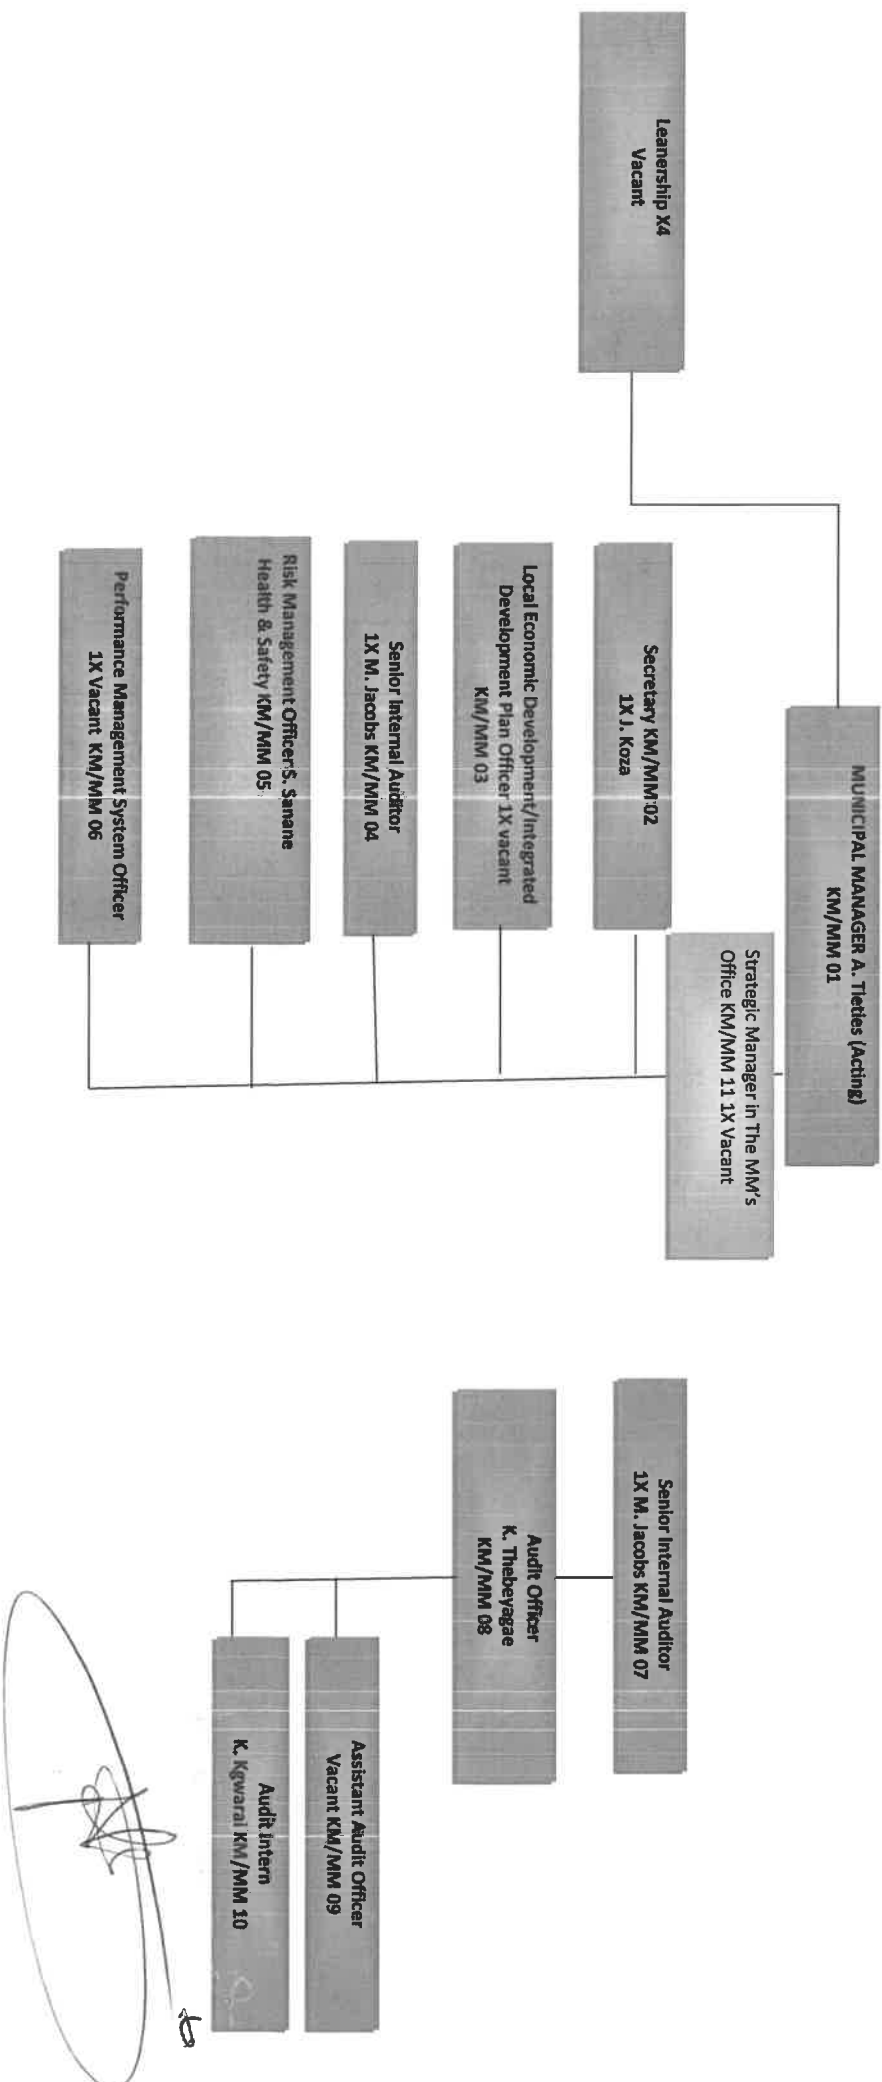 MUNICIPAL MANAGER A. Tieties (Acting)
KM/MM 01
Strategic Manager in The MM's
Office KM/MM 11 1X Vacant
Leanership X4
Vacant
Secretary KM/MM 02
1X J. Koza
Local Economic Development/Integrated
Development Plan Officer 1X vacant
KM/MM 03
Senior Internal Auditor
1X M. Jacobs KM/MM 04
Risk Management Officer S. Sanane
Health & Safety KM/MM 05
Performance Management System Officer
1X Vacant KM/MM 06
Senior Internal Auditor
1X M. Jacobs KM/MM 07
Audit Officer
K. Thebeyagae
KM/MM 08
Assistant Audit Officer
Vacant KM/MM 09
Audit Intern
K. Kgwarai KM/MM 10